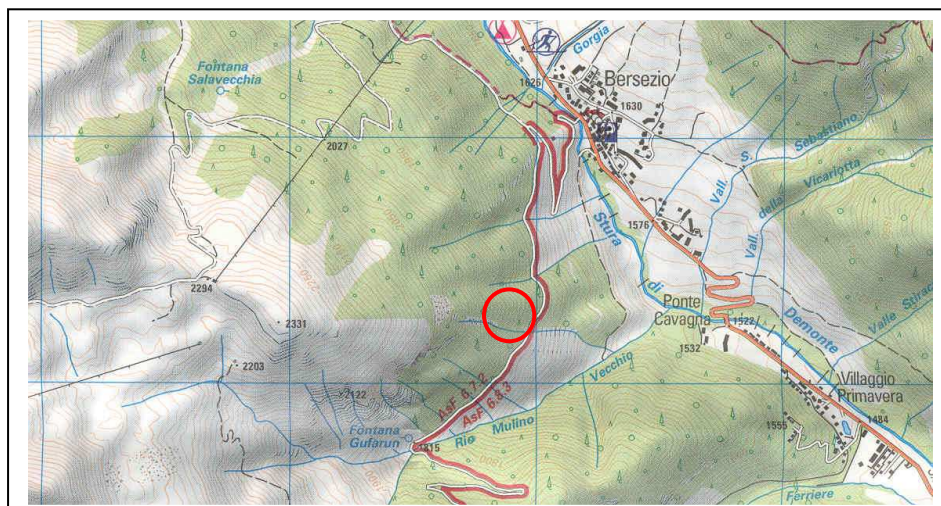 Gorgia
1626
Bersezio
1630
Fontana
Salavecchia
2027
S. Sebastiano
Vall.
Vall. della Vicariotta
1576
Stura di Demonte
2294
2331
2203
2122
Ponte
Cavagna
1522
1532
Valle
Villaggio
Primavera
1484
1555
AsF 6.7.2
AsF 6.8.3
Rio Mulino Vecchio
Fontana
Gufarun
1815
Ferriere